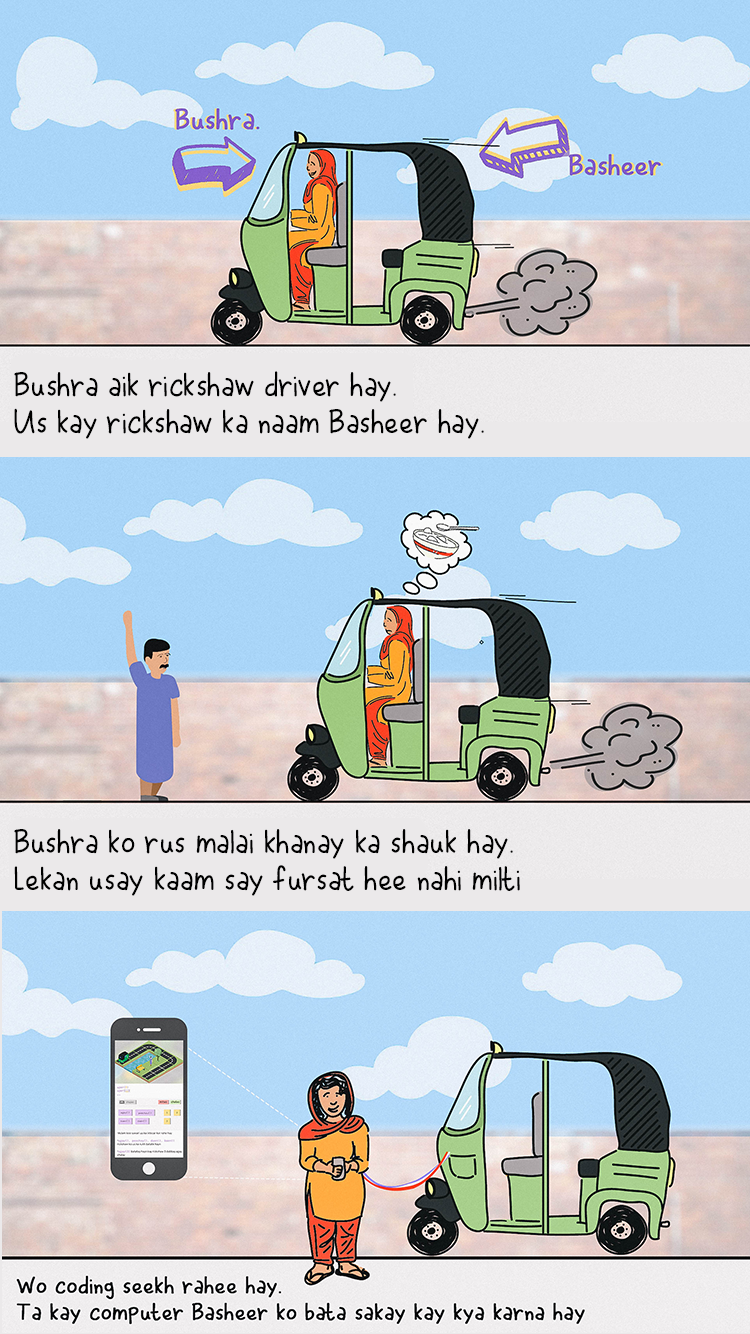 Bushra.
Basheer
Bushra aik rickshaw driver hay.
Us kay rickshaw ka naam Basheer hay.
Bushra ko rus malai khanay ka shauk hay.
Lekan usay kaam say fursat hee nahi milti
Wo coding seekh rahee hay.
Ta kay computer Basheer ko bata sakay kay kya karna hay